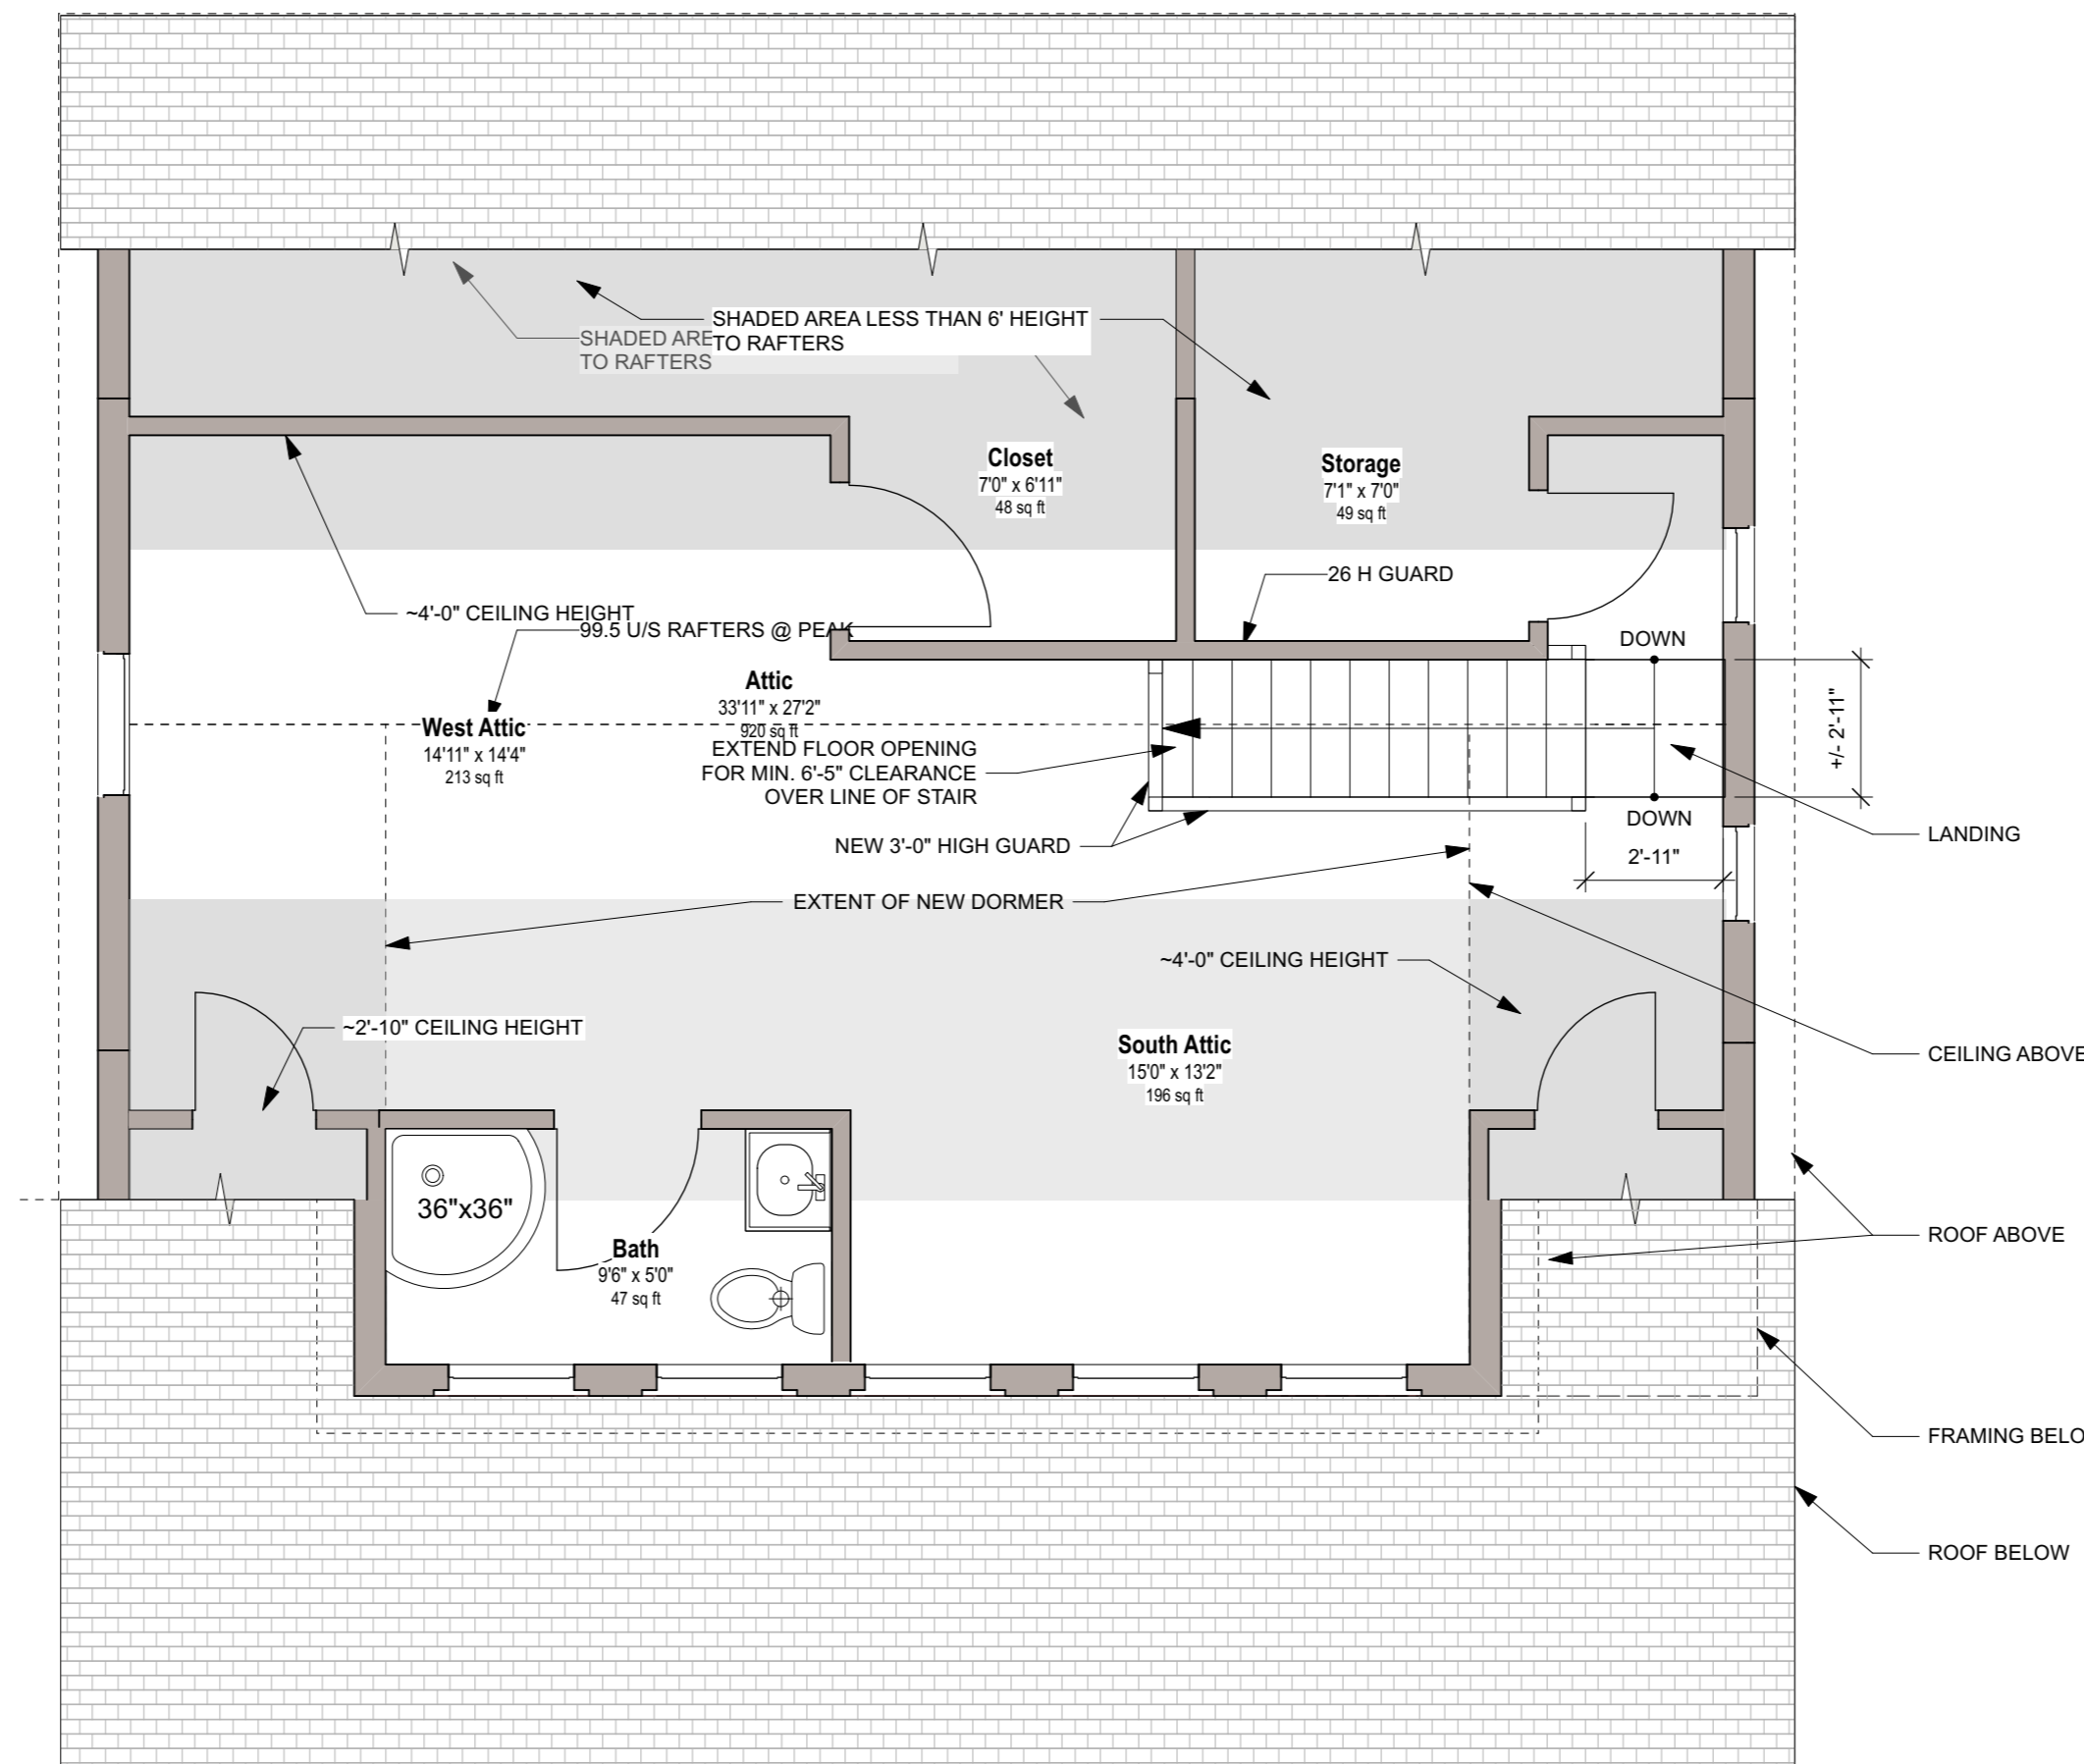 SHADED AREA LESS THAN 6' HEIGHT
TO RAFTERS
SHADED ARE
TO RAFTERS
Closet
7'0" x 6'11"
48 sq ft
Storage
7'1" x 7'0"
49 sq ft
26 H GUARD
~4'-0" CEILING HEIGHT
99.5 U/S RAFTERS @ PEAK
DOWN
Attic
33'11" x 27'2"
920 sq ft
West Attic
14'11" x 14'4"
213 sq ft
EXTEND FLOOR OPENING
FOR MIN. 6'-5" CLEARANCE
OVER LINE OF STAIR
+/- 2'-11"
DOWN
LANDING
NEW 3'-0" HIGH GUARD
2'-11"
EXTENT OF NEW DORMER
~4'-0" CEILING HEIGHT
~2'-10" CEILING HEIGHT
South Attic
15'0" x 13'2"
196 sq ft
CEILING ABOVE
36"x36"
Bath
9'6" x 5'0"
47 sq ft
ROOF ABOVE
FRAMING BELO
ROOF BELOW